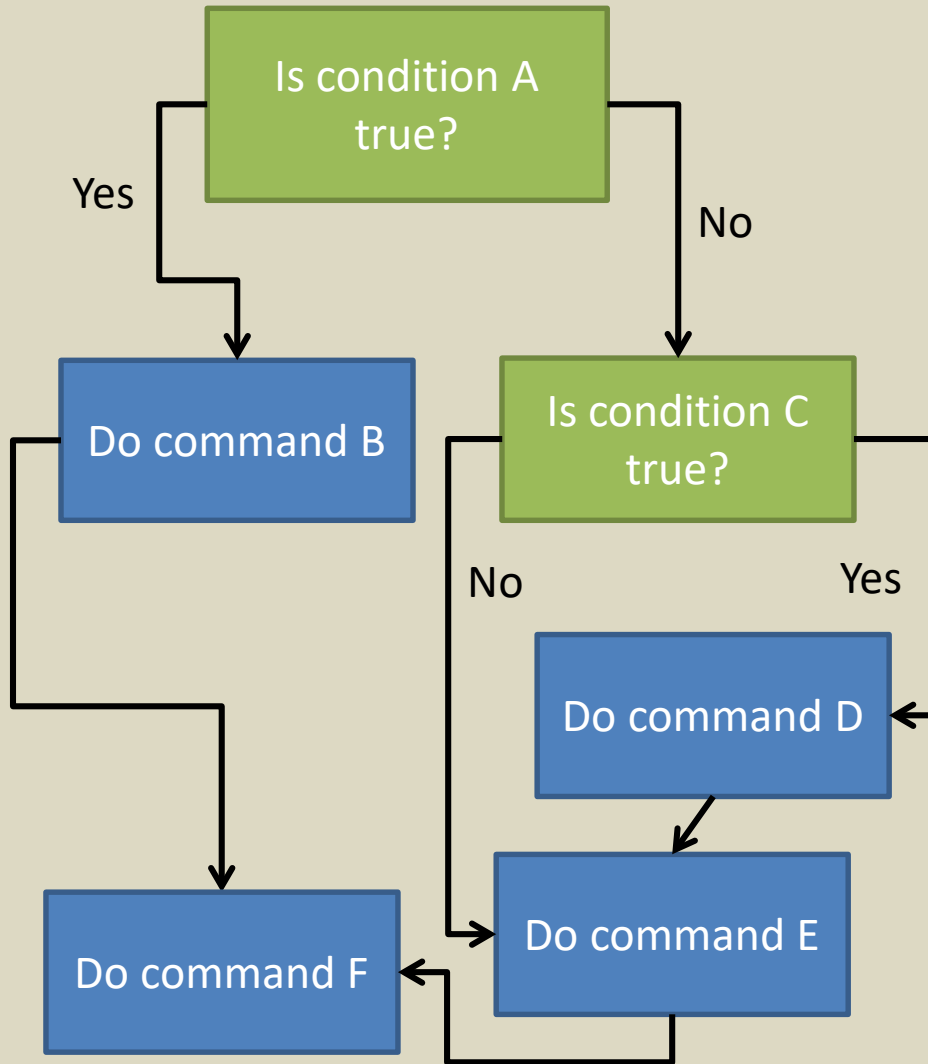 Is condition A
true?
Yes
No
Do command B
Is condition C
true?
No
Yes
Do command D
Do command E
Do command F